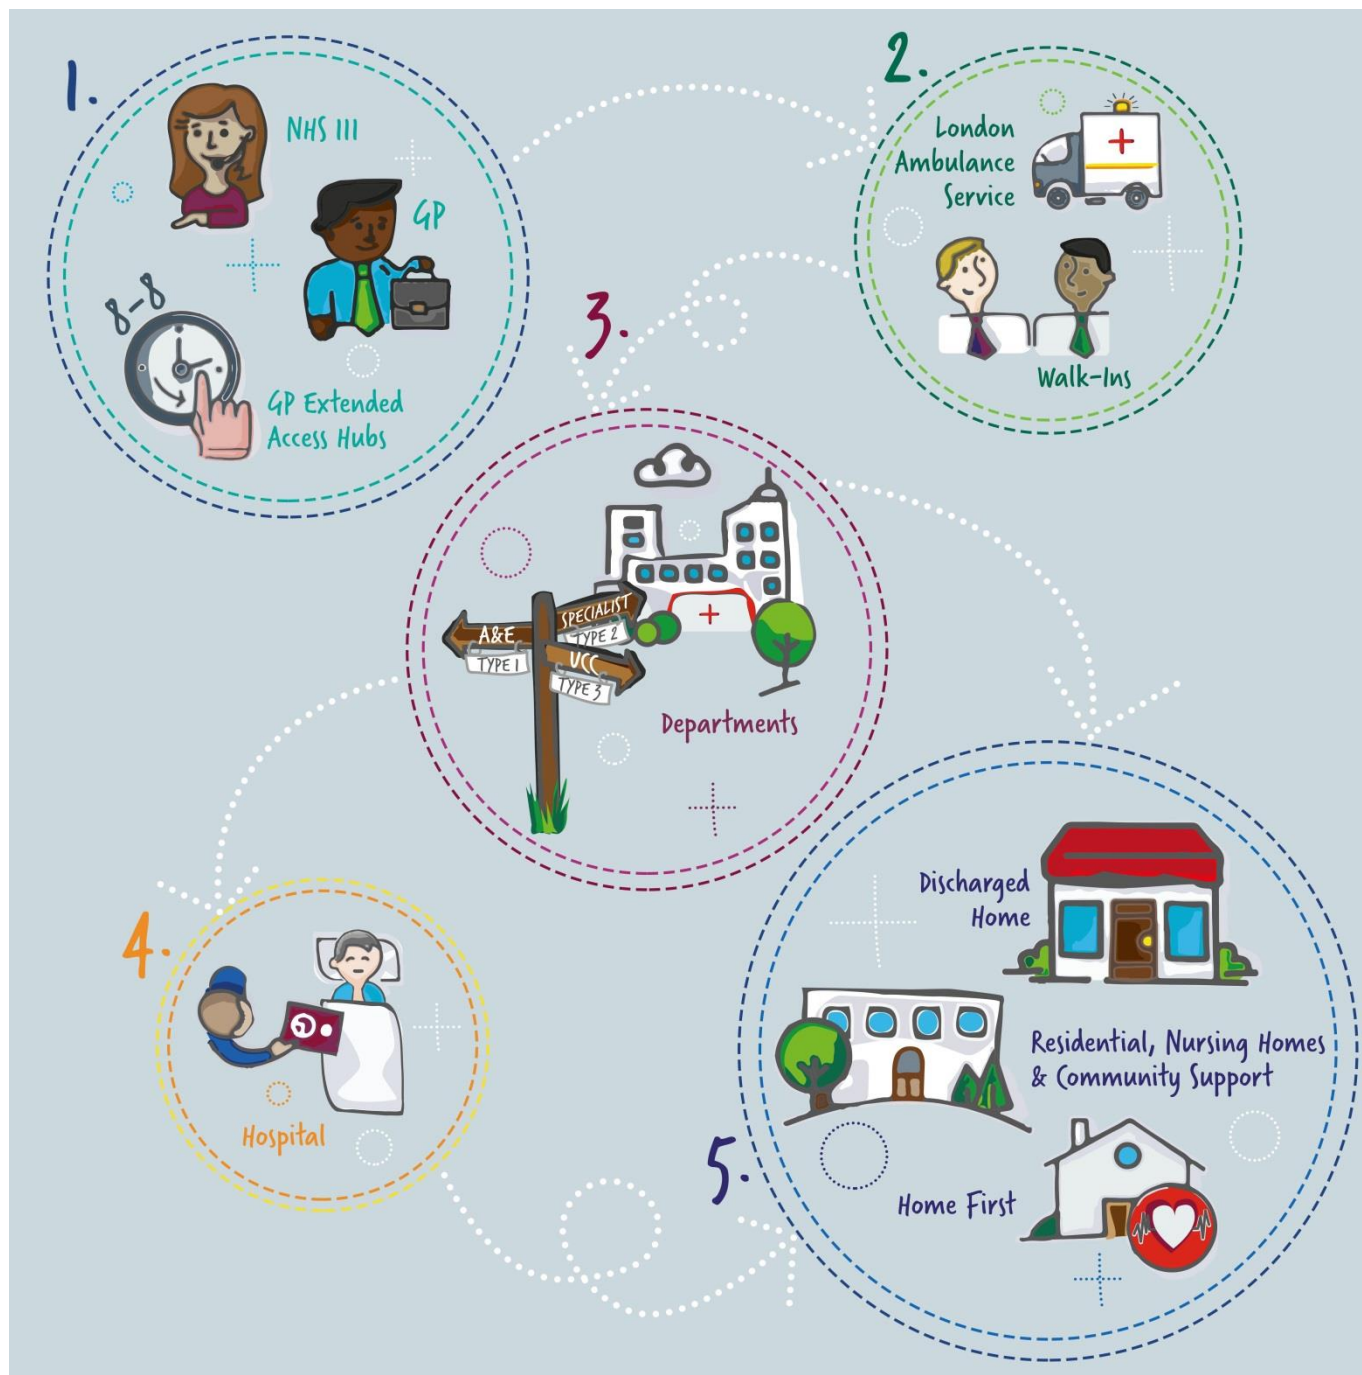 1.
NHS 111
GP
8-8
GP Extended
Access Hubs
2.
London
Ambulance
Service
Walk-Ins
3.
SPECIALIST
TYPE 2
A&E
TYPE 1
UCC
TYPE 3
Departments
4.
Hospital
5.
Discharged
Home
Residential, Nursing Homes
& Community Support
Home First